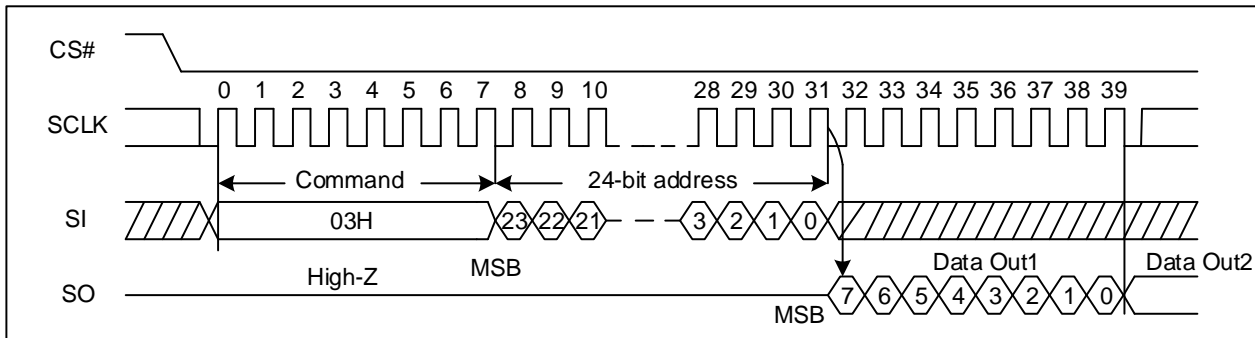 CS#
0 1 2 3 4 5 6 7 8 9 10 28 29 30 31 32 33 34 35 36 37 38 39
SCLK
Command 24-bit address
SI 03H 23 22 21 3 2 1 0
High-Z MSB Data Out1 Data Out2
SO 7 6 5 4 3 2 1 0
MSB